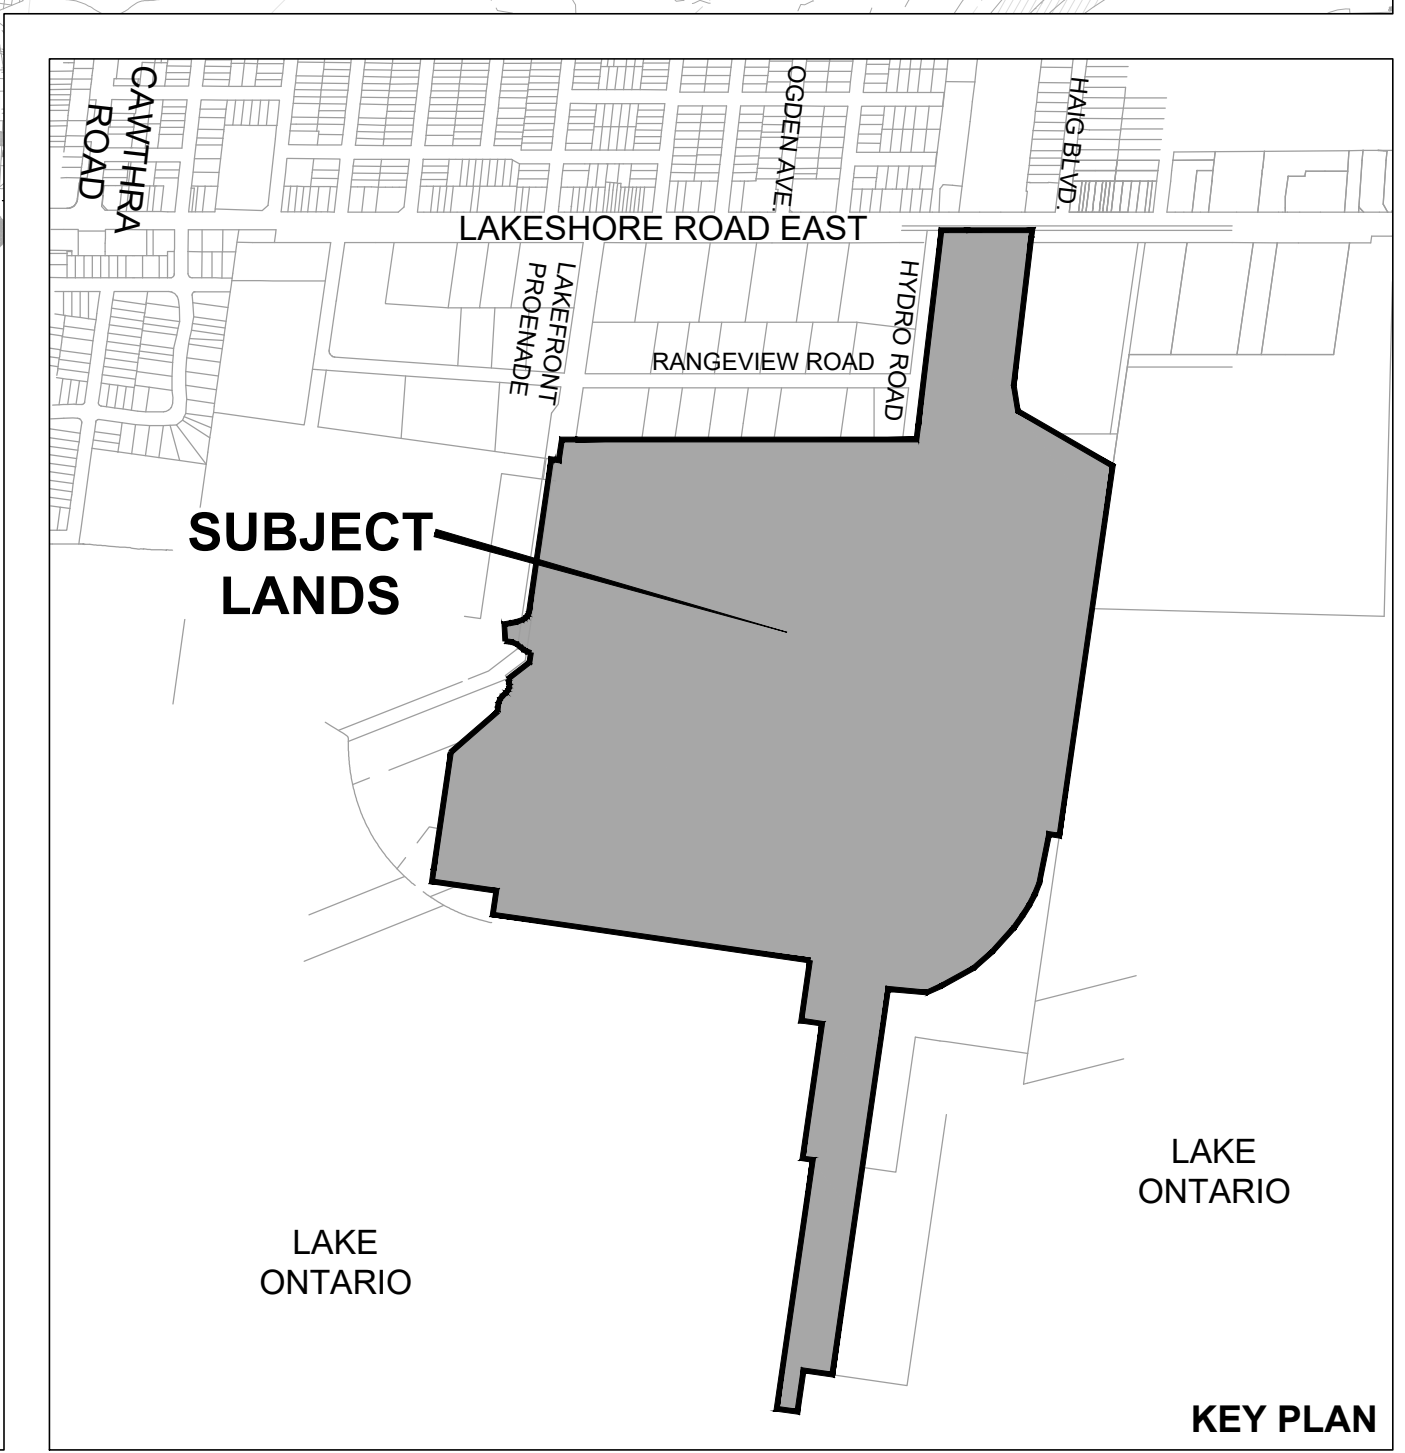 CAWTHRA
ROAD
OGDEN AVE.
HAIG BLVD.
LAKESHORE ROAD EAST
LAKEFRONT
PROENADE
HYDRO ROAD
RANGEVIEW ROAD
SUBJECT
LANDS
LAKE
ONTARIO
LAKE
ONTARIO
KEY PLAN